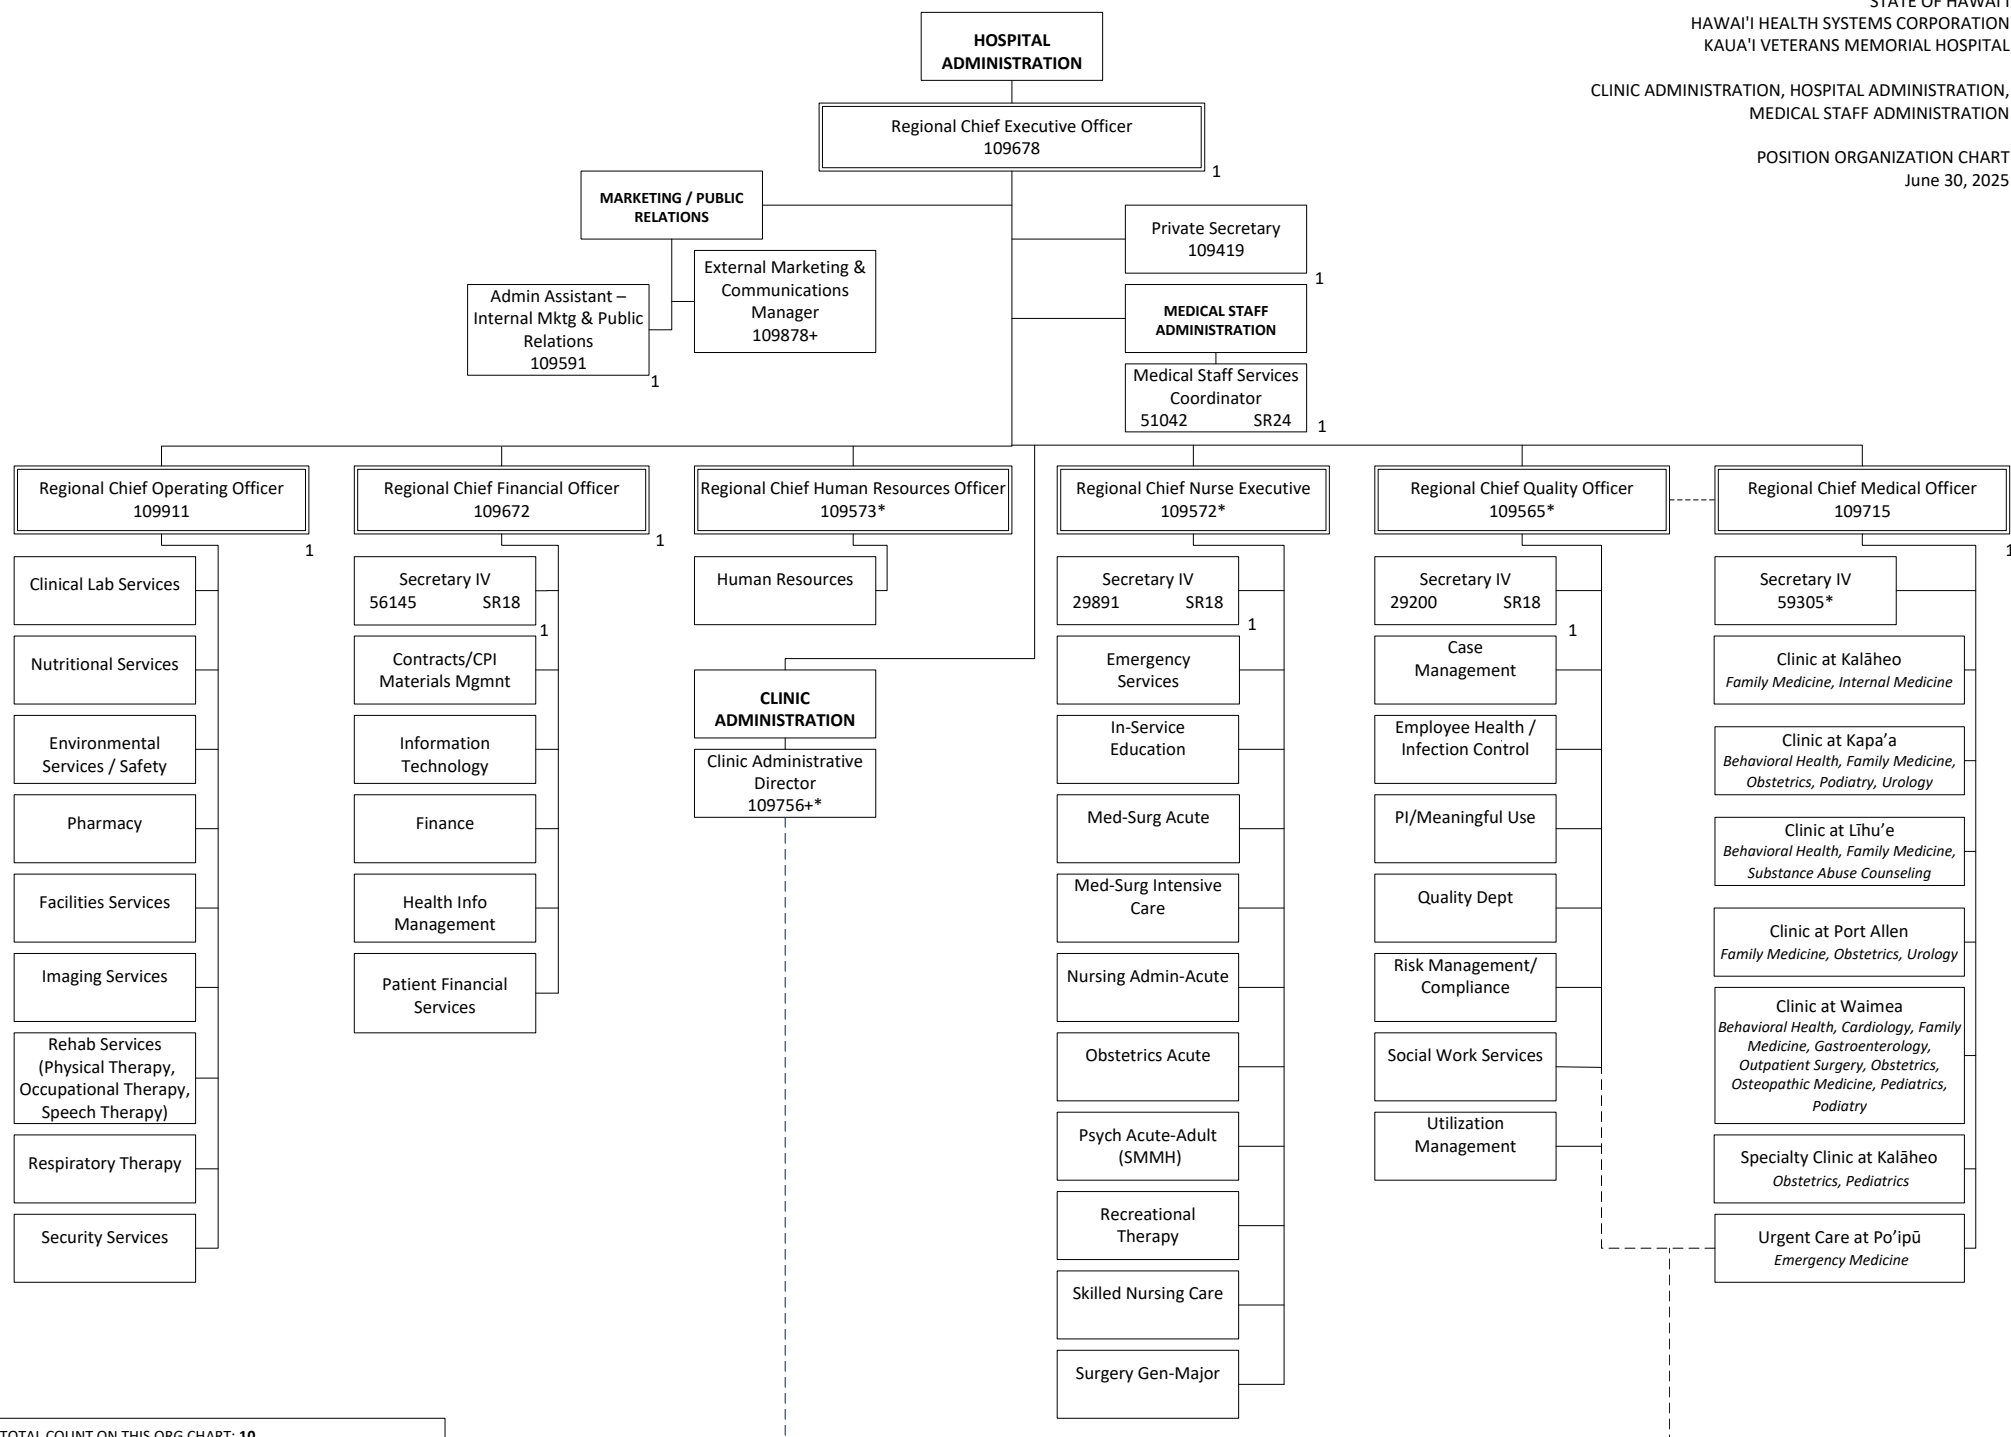 STATE OF HAWAI'I
HAWAI'I HEALTH SYSTEMS CORPORATION
KAUA'I VETERANS MEMORIAL HOSPITAL
CLINIC ADMINISTRATION, HOSPITAL ADMINISTRATION,
MEDICAL STAFF ADMINISTRATION
POSITION ORGANIZATION CHART
June 30, 2025
HOSPITAL
ADMINISTRATION
Regional Chief Executive Officer
109678
1
MARKETING / PUBLIC
RELATIONS
External Marketing &
Communications
Manager
109878+
Admin Assistant –
Internal Mktg & Public
Relations
109591
1
Private Secretary
109419
1
MEDICAL STAFF
ADMINISTRATION
Medical Staff Services
Coordinator
51042 SR24
1
Regional Chief Operating Officer
109911
1
Clinical Lab Services
Nutritional Services
Environmental
Services / Safety
Pharmacy
Facilities Services
Imaging Services
Rehab Services
(Physical Therapy,
Occupational Therapy,
Speech Therapy)
Respiratory Therapy
Security Services
Regional Chief Financial Officer
109672
1
Secretary IV
56145 SR18
1
Contracts/CPI
Materials Mgmnt
Information
Technology
Finance
Health Info
Management
Patient Financial
Services
Regional Chief Human Resources Officer
109573*
Human Resources
CLINIC
ADMINISTRATION
Clinic Administrative
Director
109756+*
Regional Chief Nurse Executive
109572*
Secretary IV
29891 SR18
1
Emergency
Services
In-Service
Education
Med-Surg Acute
Med-Surg Intensive
Care
Nursing Admin-Acute
Obstetrics Acute
Psych Acute-Adult
(SMMH)
Recreational
Therapy
Skilled Nursing Care
Surgery Gen-Major
Regional Chief Quality Officer
109565*
Secretary IV
29200 SR18
1
Case
Management
Employee Health /
Infection Control
PI/Meaningful Use
Quality Dept
Risk Management/
Compliance
Social Work Services
Utilization
Management
Regional Chief Medical Officer
109715
1
Secretary IV
59305*
Clinic at Kalāheo
Family Medicine, Internal Medicine
Clinic at Kapa’a
Behavioral Health, Family Medicine,
Obstetrics, Podiatry, Urology
Clinic at Līhu’e
Behavioral Health, Family Medicine,
Substance Abuse Counseling
Clinic at Port Allen
Family Medicine, Obstetrics, Urology
Clinic at Waimea
Behavioral Health, Cardiology, Family
Medicine, Gastroenterology,
Outpatient Surgery, Obstetrics,
Osteopathic Medicine, Pediatrics,
Podiatry
Specialty Clinic at Kalāheo
Obstetrics, Pediatrics
Urgent Care at Po’ipū
Emergency Medicine
TOTAL COUNT ON THIS ORG CHART: 10